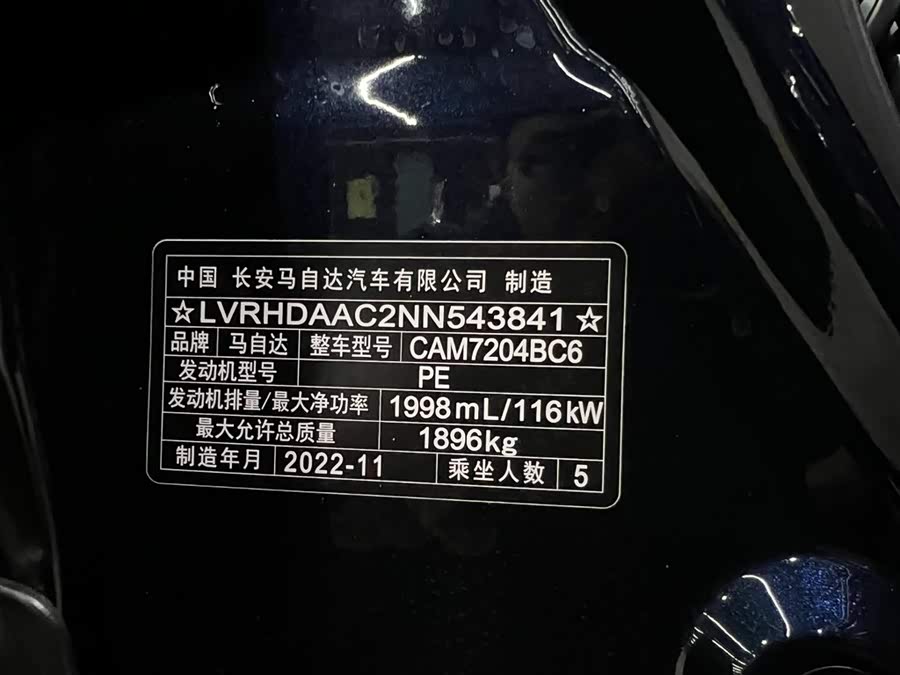 中国 长安马自达汽车有限公司 制造
☆LVRHDAAC2NN543841☆
品牌 马自达 整车型号 CAM7204BC6
发动机型号 PE
发动机排量/最大净功率 1998mL/116kW
最大允许总质量 1896kg
制造年月 2022-11 乘坐人数 5